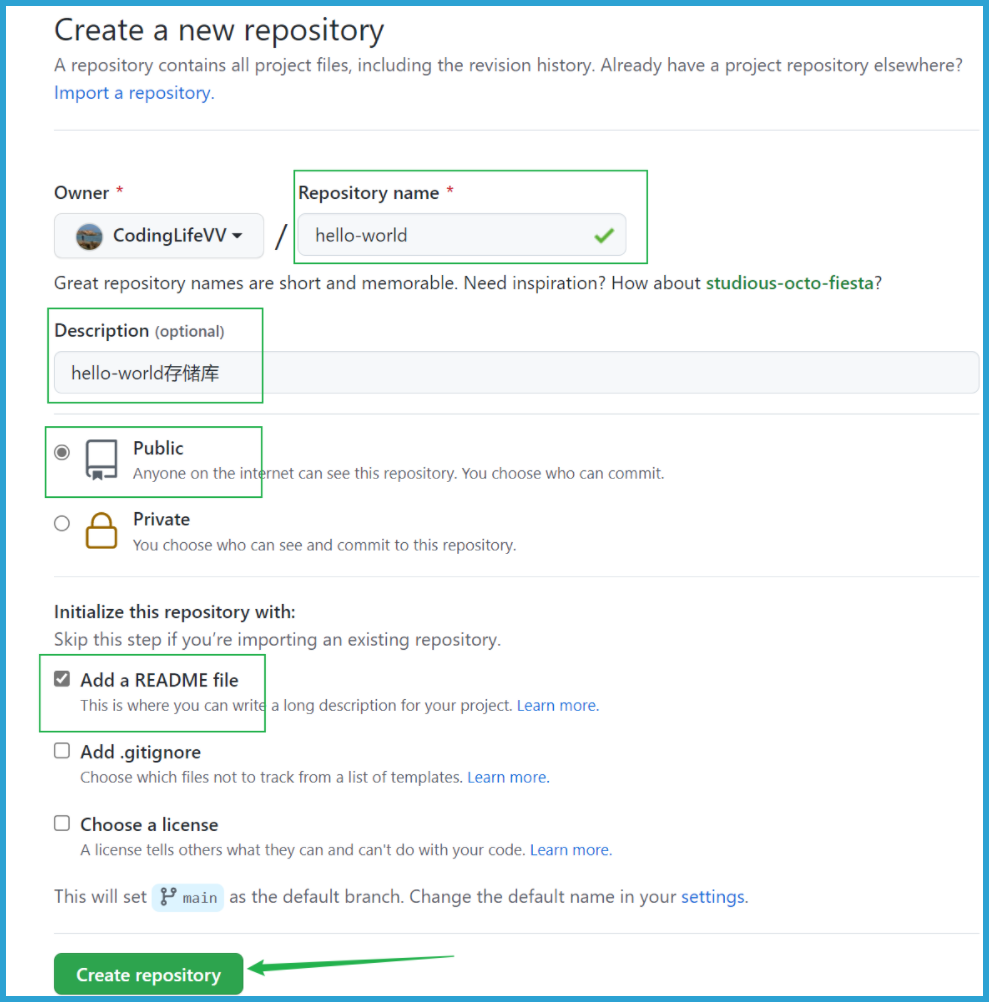 Create a new repository
A repository contains all project files, including the revision history. Already have a project repository elsewhere?
Import a repository.
Owner *
Repository name *
CodingLifeVV
/
hello-world
Great repository names are short and memorable. Need inspiration? How about studious-octo-fiesta?
Description (optional)
hello-world存储库
Public
Anyone on the internet can see this repository. You choose who can commit.
Private
You choose who can see and commit to this repository.
Initialize this repository with:
Skip this step if you’re importing an existing repository.
Add a README file
This is where you can write a long description for your project. Learn more.
Add .gitignore
Choose which files not to track from a list of templates. Learn more.
Choose a license
A license tells others what they can and can't do with your code. Learn more.
This will set main as the default branch. Change the default name in your settings.
Create repository